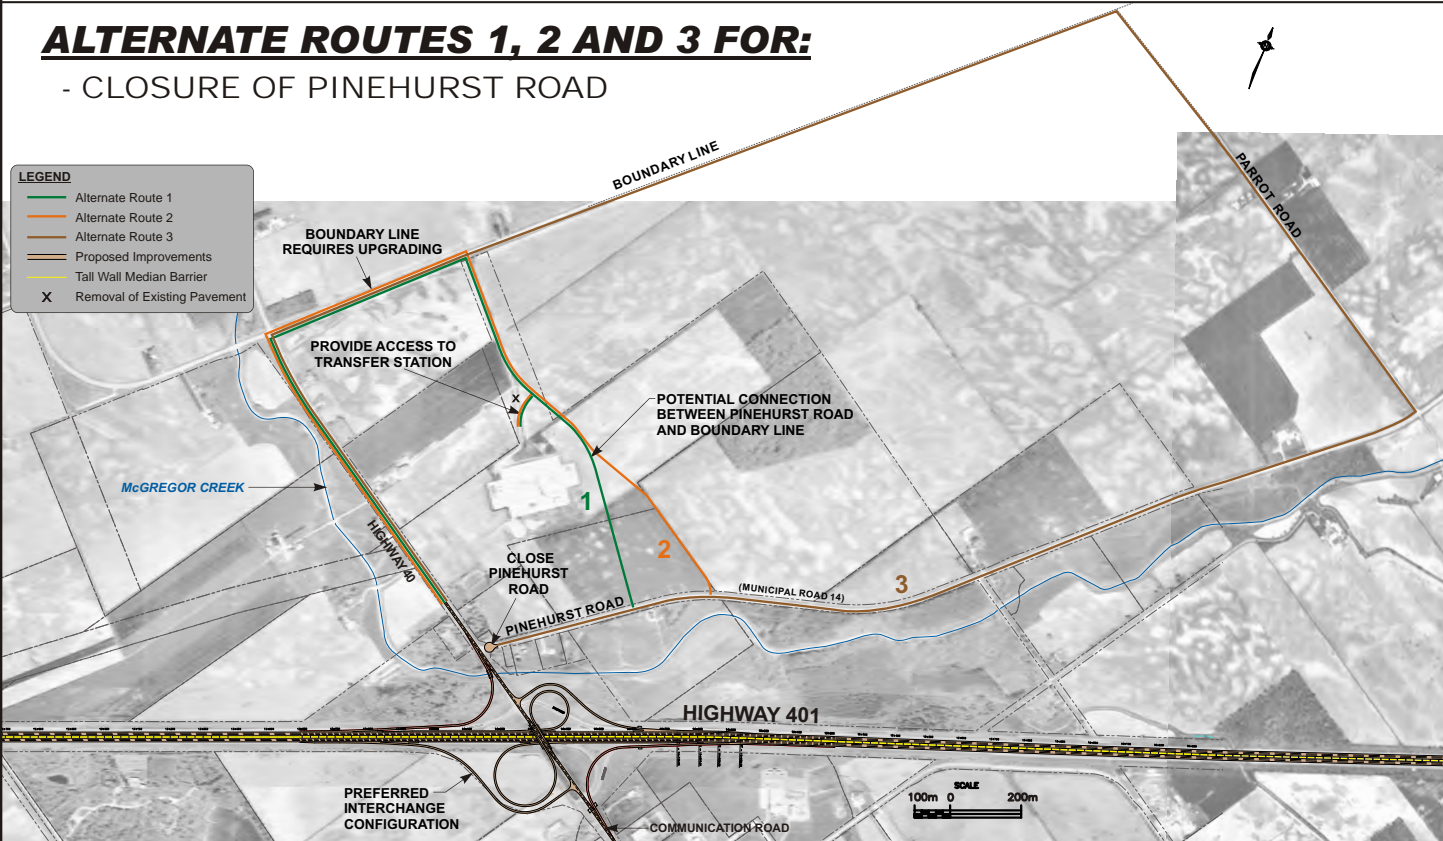 ALTERNATE ROUTES 1, 2 AND 3 FOR:
- CLOSURE OF PINEHURST ROAD
LEGEND
Alternate Route 1
Alternate Route 2
Alternate Route 3
Proposed Improvements
Tall Wall Median Barrier
X Removal of Existing Pavement
BOUNDARY LINE
PARROT ROAD
BOUNDARY LINE
REQUIRES UPGRADING
PROVIDE ACCESS TO
TRANSFER STATION
X
POTENTIAL CONNECTION
BETWEEN PINEHURST ROAD
AND BOUNDARY LINE
McGREGOR CREEK
1
HIGHWAY 40
2
CLOSE
PINEHURST
ROAD
3
(MUNICIPAL ROAD 14)
PINEHURST ROAD
HIGHWAY 401
PREFERRED
INTERCHANGE
CONFIGURATION
COMMUNICATION ROAD
SCALE
100m 0 200m